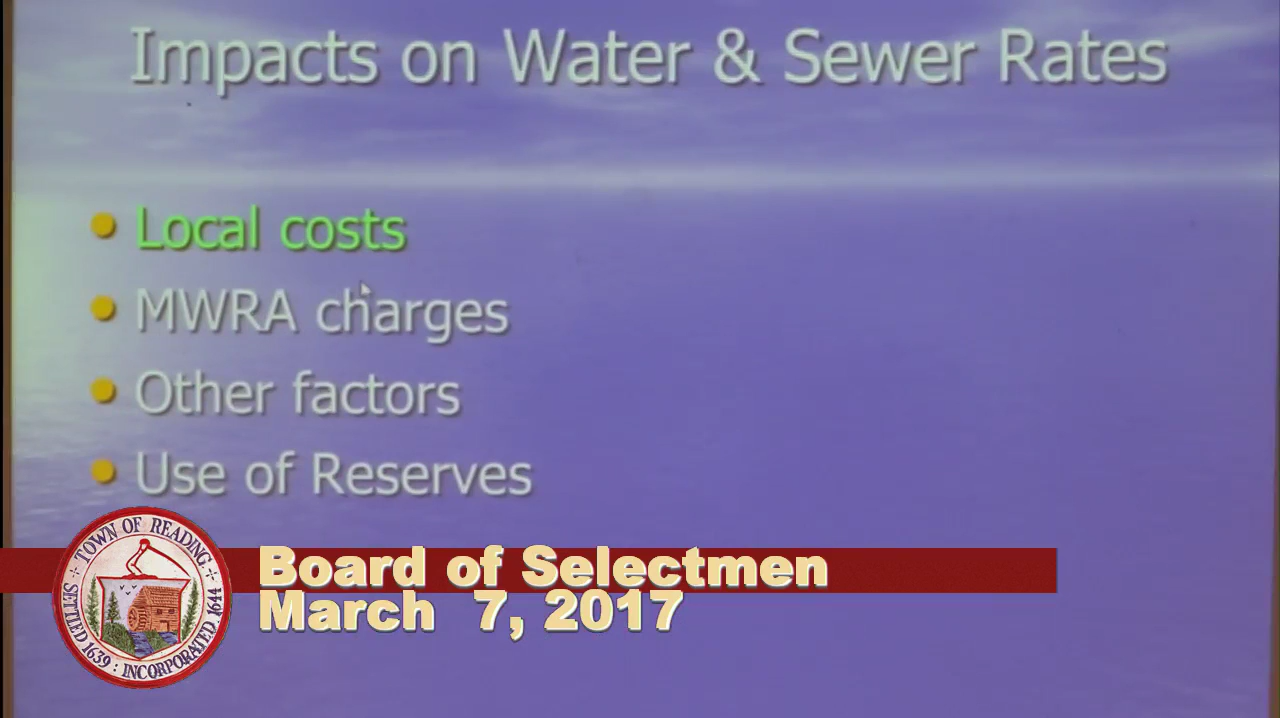 Impacts on Water & Sewer Rates
Local costs
MWRA charges
Other factors
Use of Reserves
TOWN OF READING
SETTLED 1639 : INCORPORATED 1644
Board of Selectmen
March 7, 2017